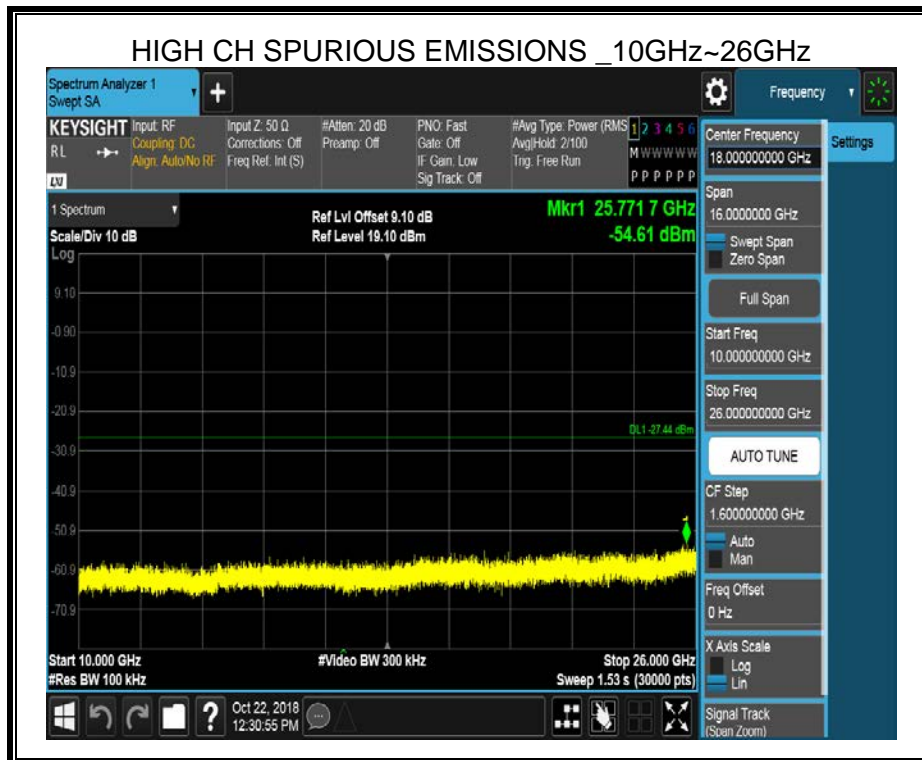 HIGH CH SPURIOUS EMISSIONS _10GHz~26GHz
Spectrum Analyzer 1
Swept SA
+
Frequency
KEYSIGHT
RL
LXI
Input: RF
Coupling: DC
Align: Auto/No RF
Input Z: 50 Ω
Corrections: Off
Freq Ref: Int (S)
#Atten: 20 dB
Preamp: Off
PNO: Fast
Gate: Off
IF Gain: Low
Sig Track: Off
#Avg Type: Power (RMS
Avg|Hold: 2/100
Trig: Free Run
1 2 3 4 5 6
M W W W W W
P P P P P P
1 Spectrum
Scale/Div 10 dB
Ref Lvl Offset 9.10 dB
Ref Level 19.10 dBm
Mkr1 25.771 7 GHz
-54.61 dBm
Log
9.10
-0.90
-10.9
-20.9
-30.9
-40.9
-50.9
-60.9
-70.9
DL1 -27.44 dBm
1
Start 10.000 GHz
#Res BW 100 kHz
#Video BW 300 kHz
Stop 26.000 GHz
Sweep 1.53 s (30000 pts)
Center Frequency
18.000000000 GHz
Settings
Span
16.0000000 GHz
Swept Span
Zero Span
Full Span
Start Freq
10.000000000 GHz
Stop Freq
26.000000000 GHz
AUTO TUNE
CF Step
1.600000000 GHz
Auto
Man
Freq Offset
0 Hz
X Axis Scale
Log
Lin
Signal Track
(Span Zoom)
?
Oct 22, 2018
12:30:55 PM